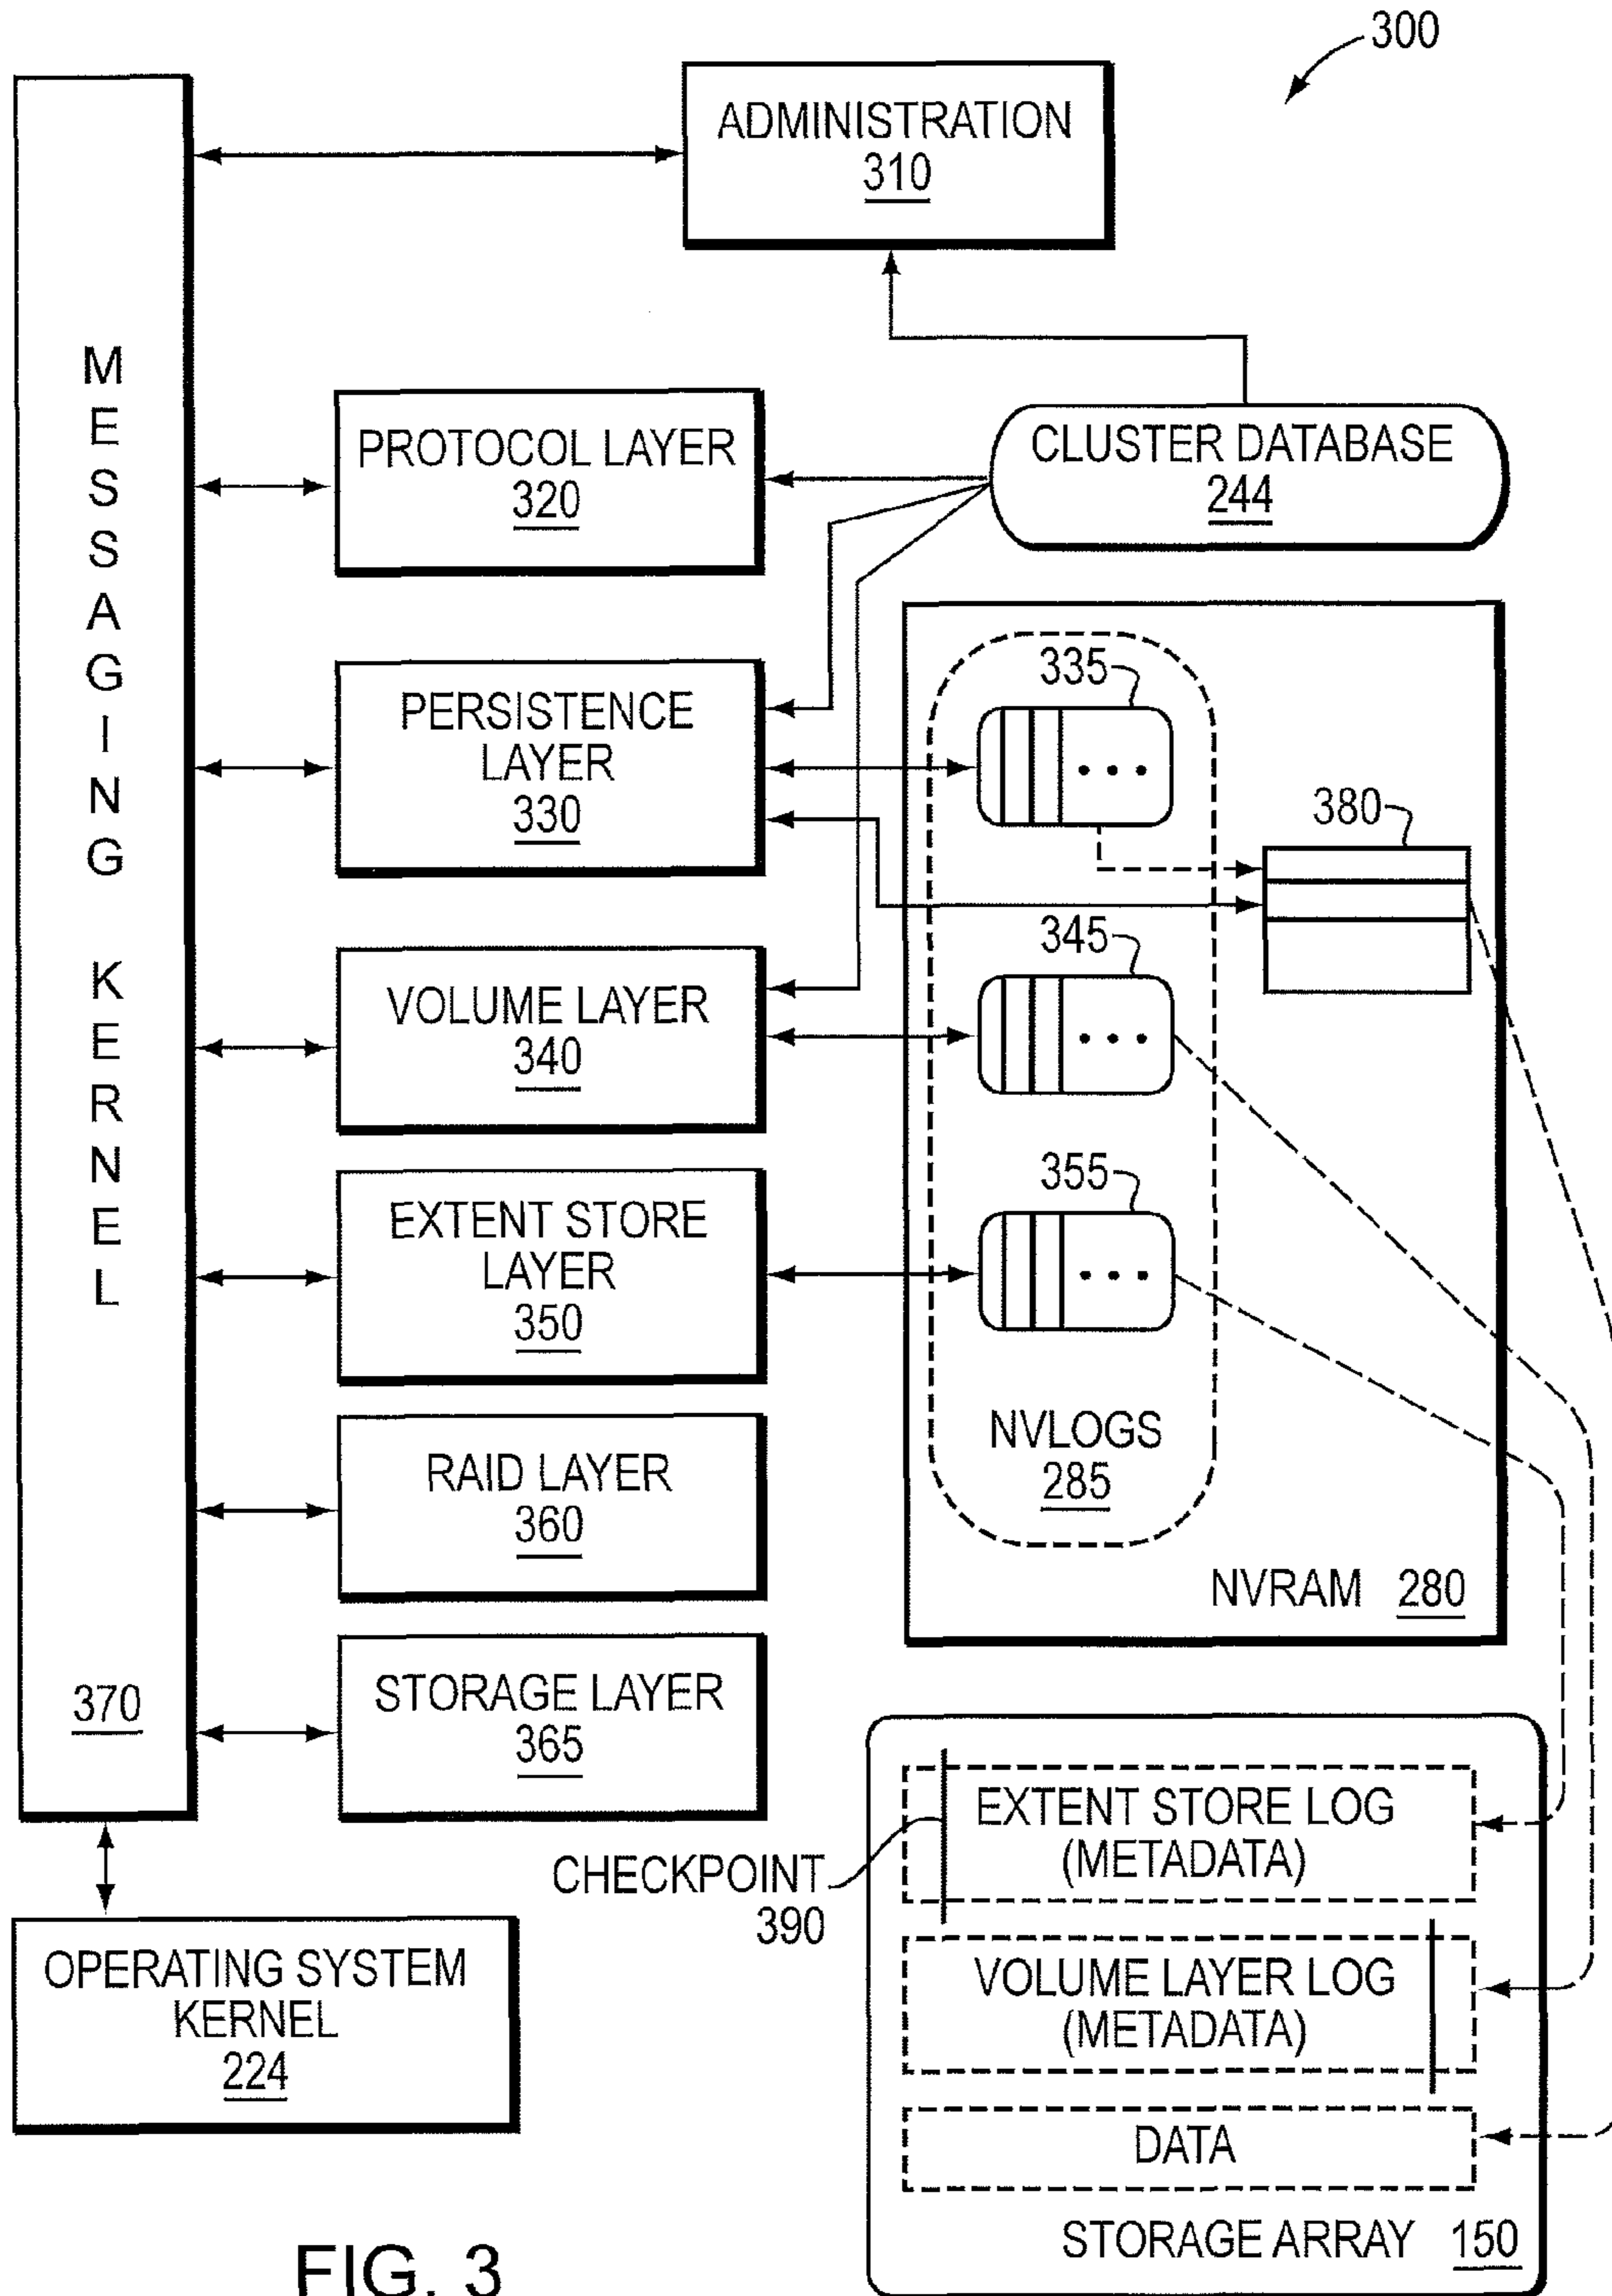 300
ADMINISTRATION
310
MESSAGING KERNEL
370
PROTOCOL LAYER
320
CLUSTER DATABASE
244
PERSISTENCE
LAYER
330
335
380
VOLUME LAYER
340
345
EXTENT STORE
LAYER
350
355
NVLOGS
285
RAID LAYER
360
NVRAM 280
STORAGE LAYER
365
EXTENT STORE LOG
(METADATA)
CHECKPOINT
390
VOLUME LAYER LOG
(METADATA)
DATA
STORAGE ARRAY 150
OPERATING SYSTEM
KERNEL
224
FIG. 3